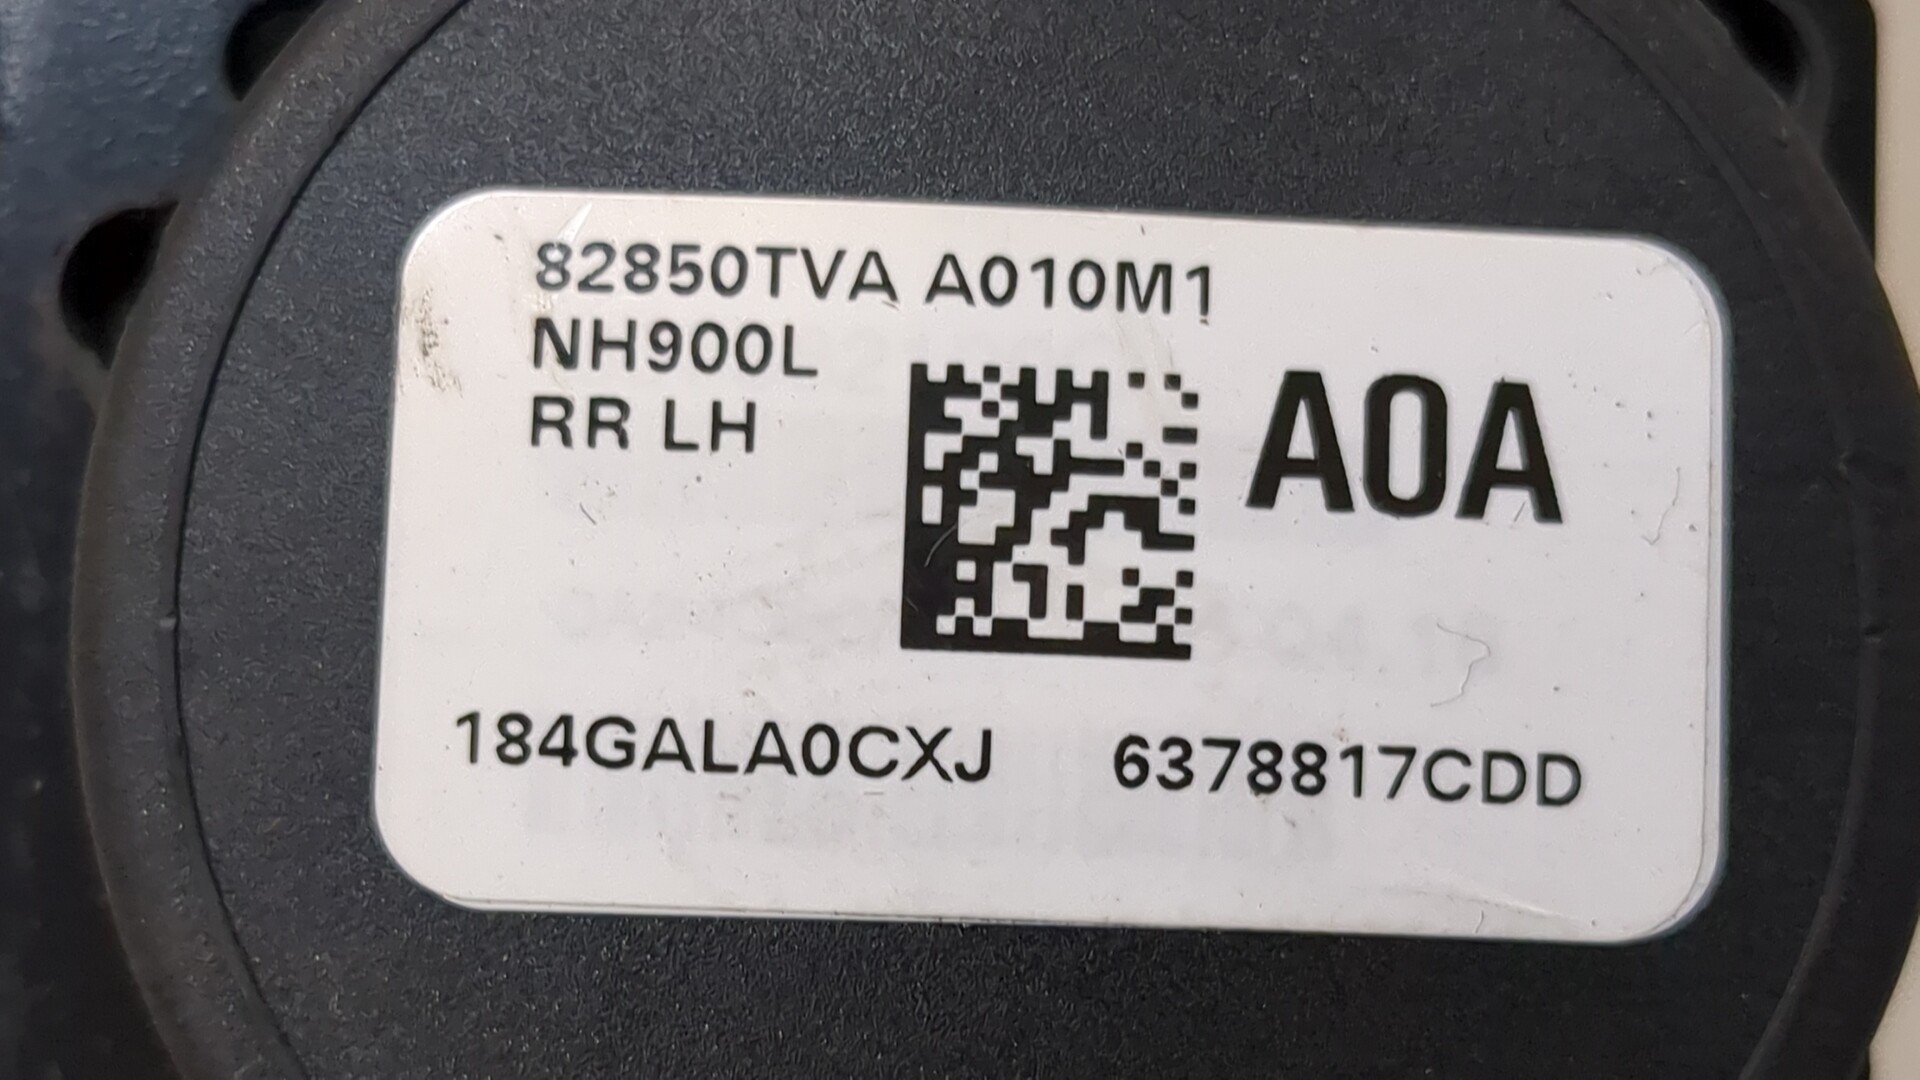 82850TVA A010M1
NH900L
RR LH
A0A
184GALA0CXJ 6378817CDD